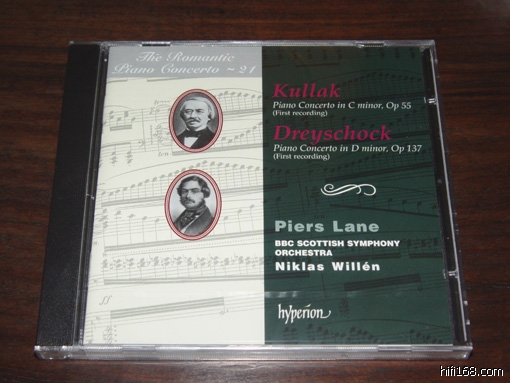 The Romantic
Piano Concerto ~ 21
Kullak
Piano Concerto in C minor, Op 55
(First recording)
Dreyschock
Piano Concerto in D minor, Op 137
(First recording)
Piers Lane
BBC SCOTTISH SYMPHONY
ORCHESTRA
Niklas Willén
hyperion
hifi168.com